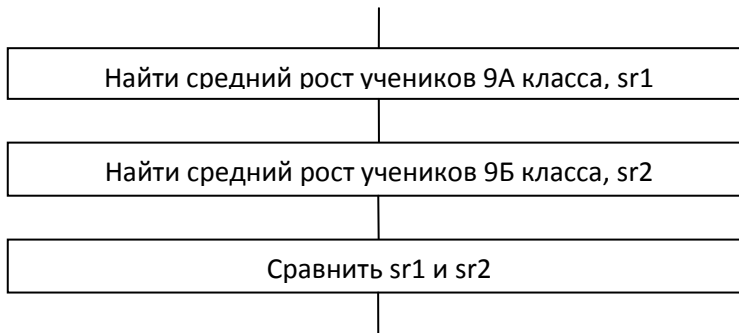 Найти средний рост учеников 9А класса, sr1
Найти средний рост учеников 9Б класса, sr2
Сравнить sr1 и sr2